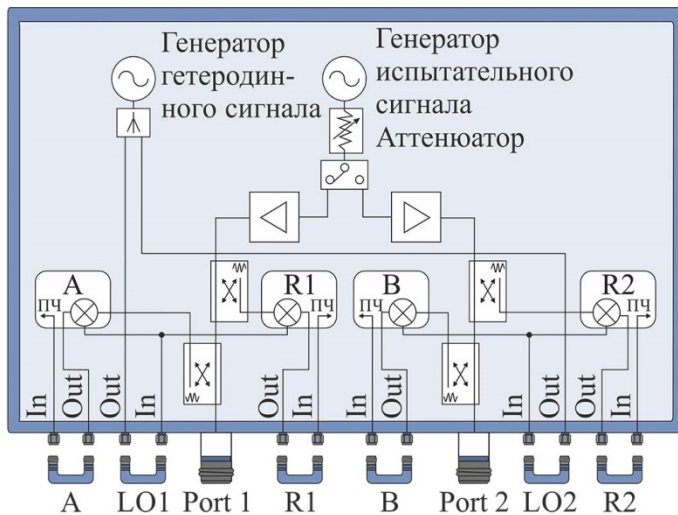 Генератор
гетеродин-
ного сигнала
Генератор
испытательного
сигнала
Аттенюатор
A
R1
B
R2
ПЧ
ПЧ
ПЧ
ПЧ
In
Out
Out
In
Out
In
In
Out
In
Out
Out
In
A
LO1
Port 1
R1
B
Port 2
LO2
R2